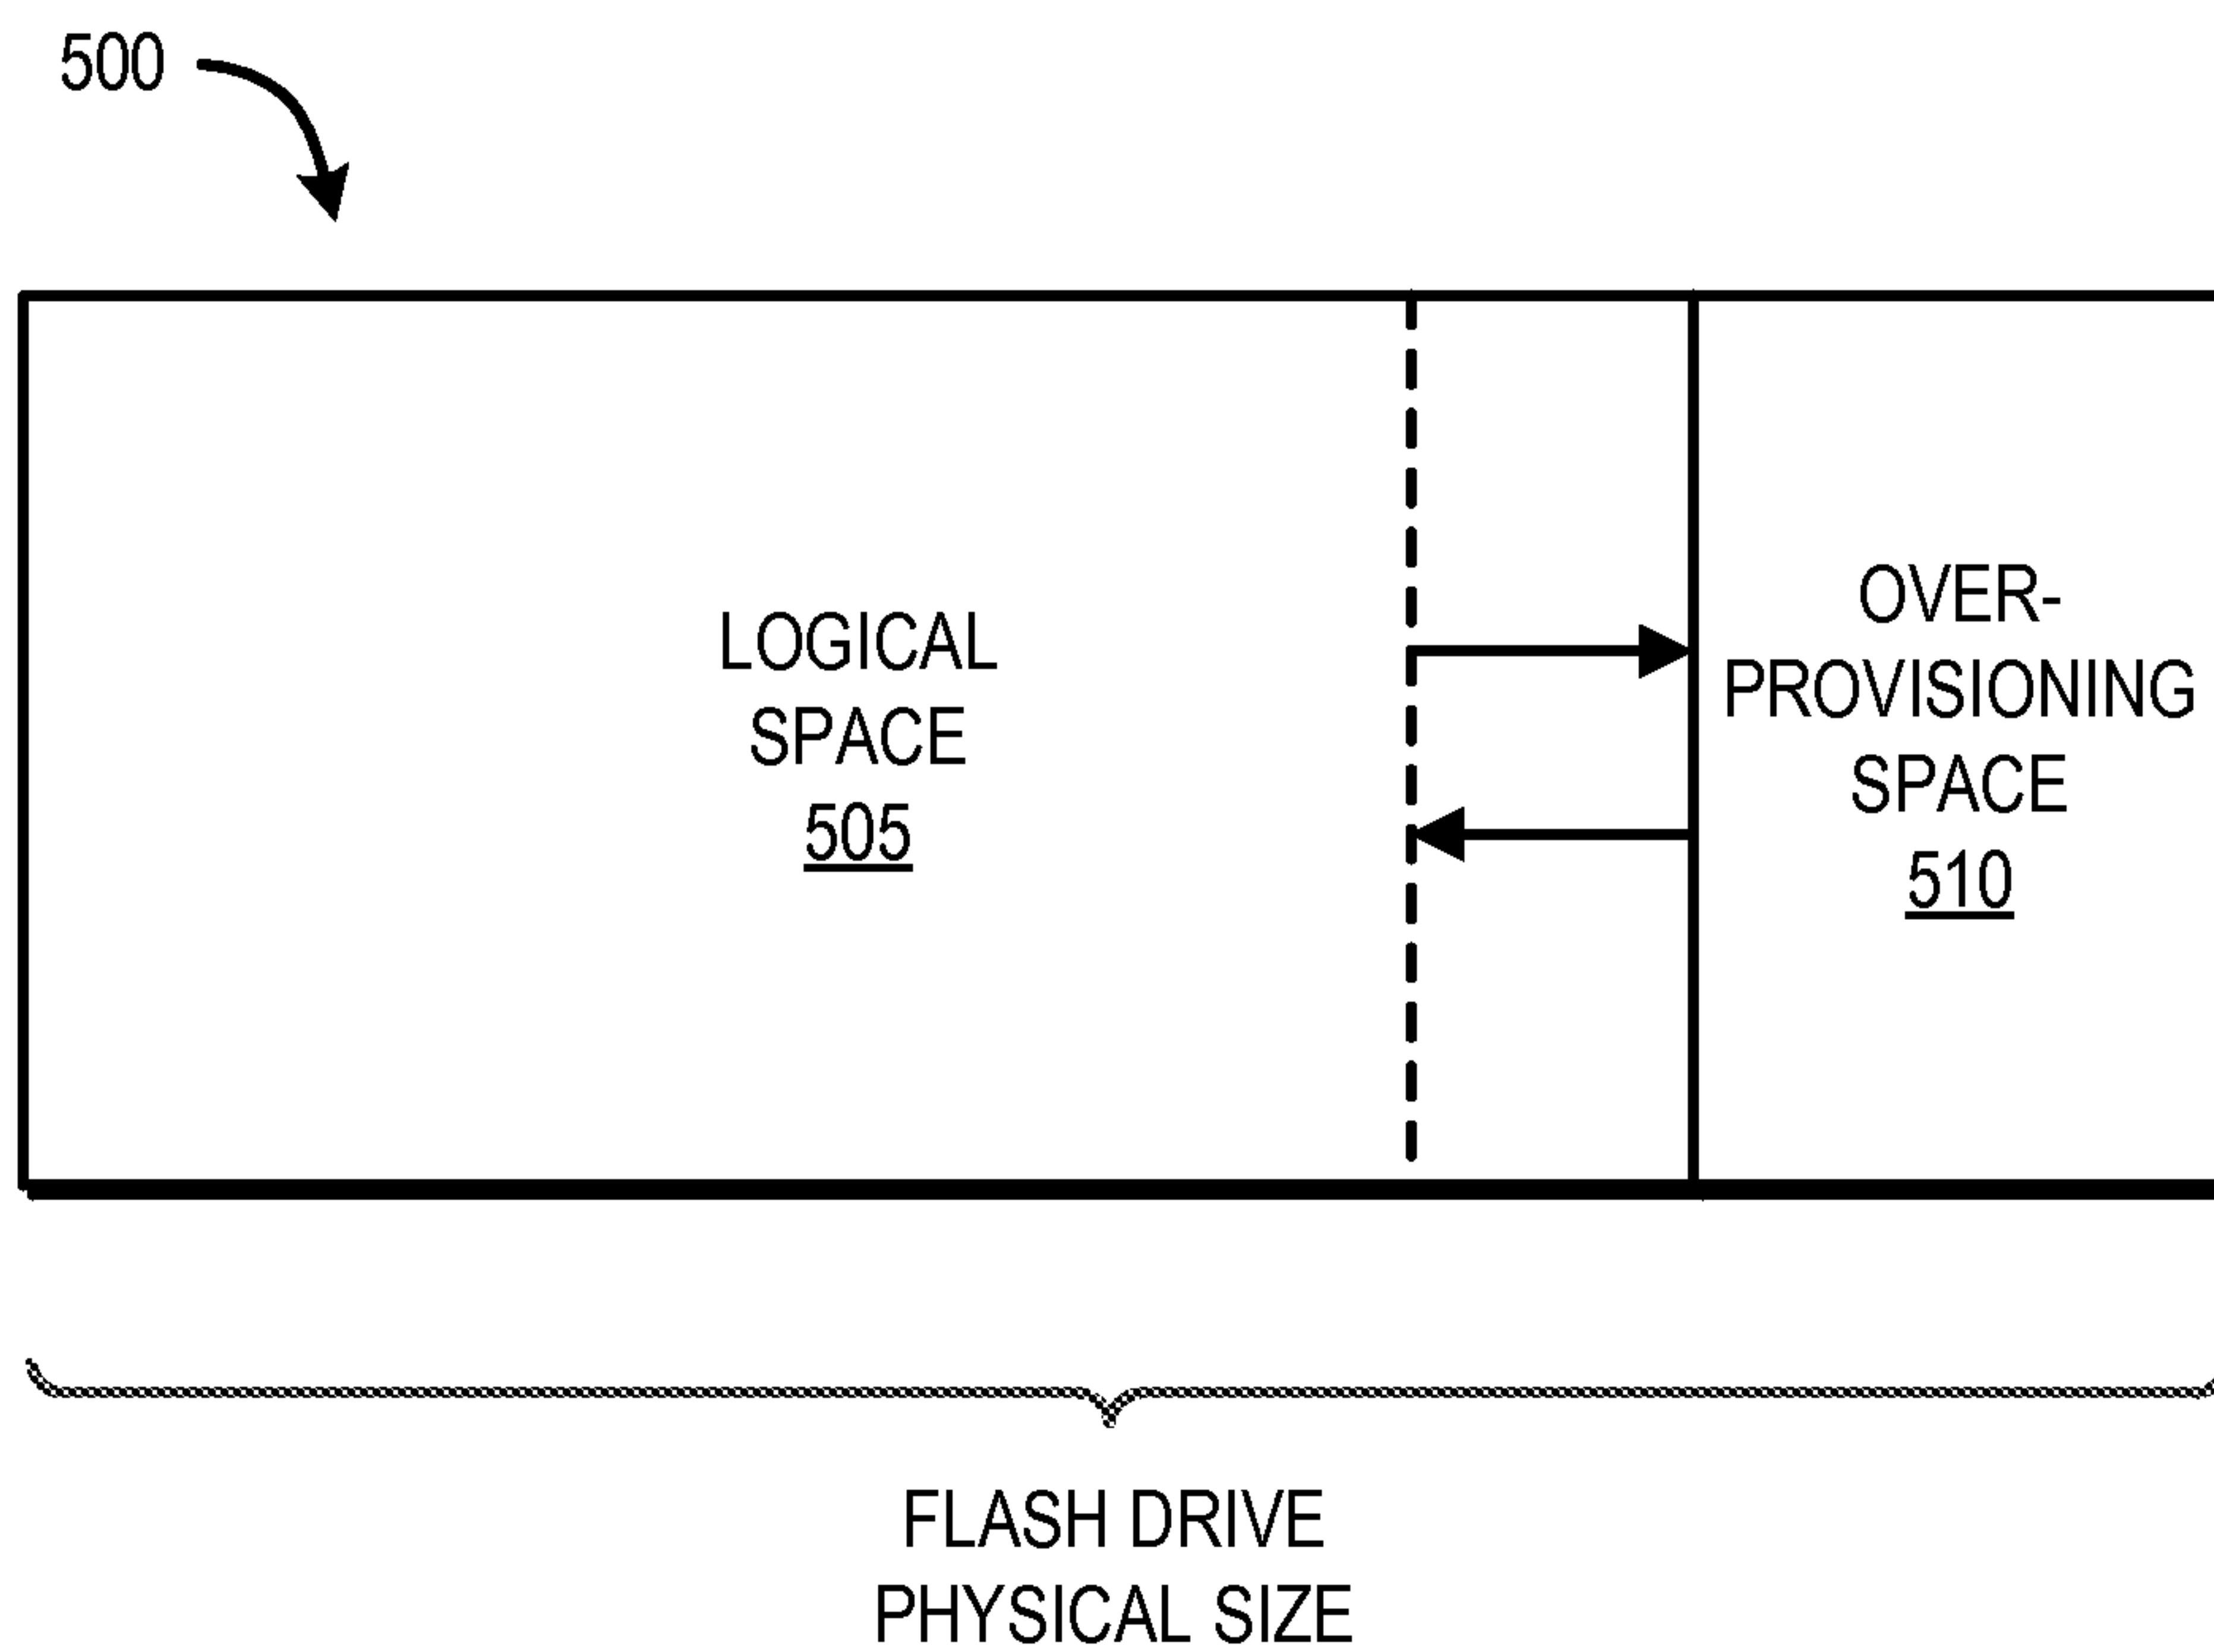 500
LOGICAL
SPACE
505
OVER-
PROVISIONING
SPACE
510
FLASH DRIVE
PHYSICAL SIZE